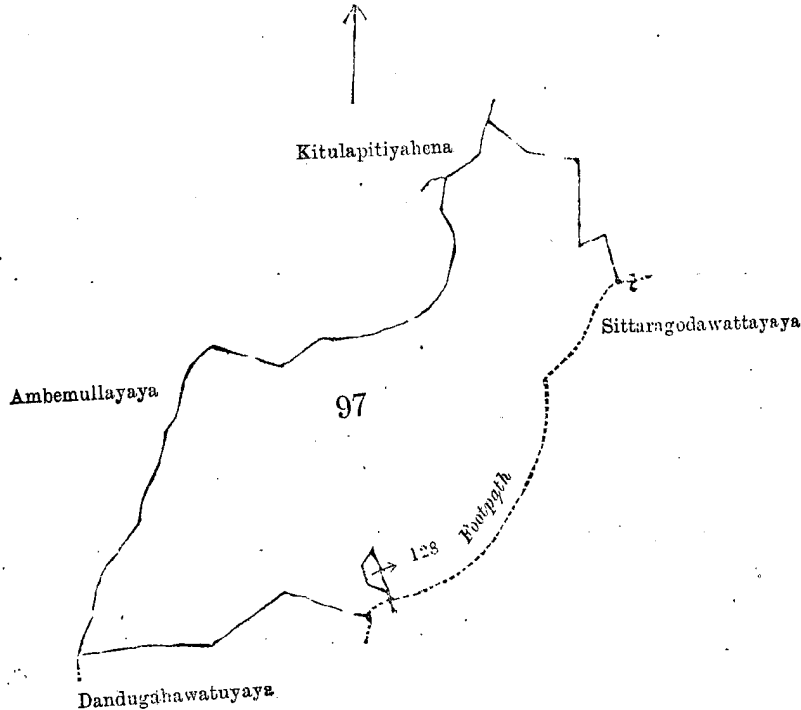 Kitulapitiyahena
Sittaragodawattayaya
Ambemullayaya
97
Footpath
128
Dandugahawatuyaya